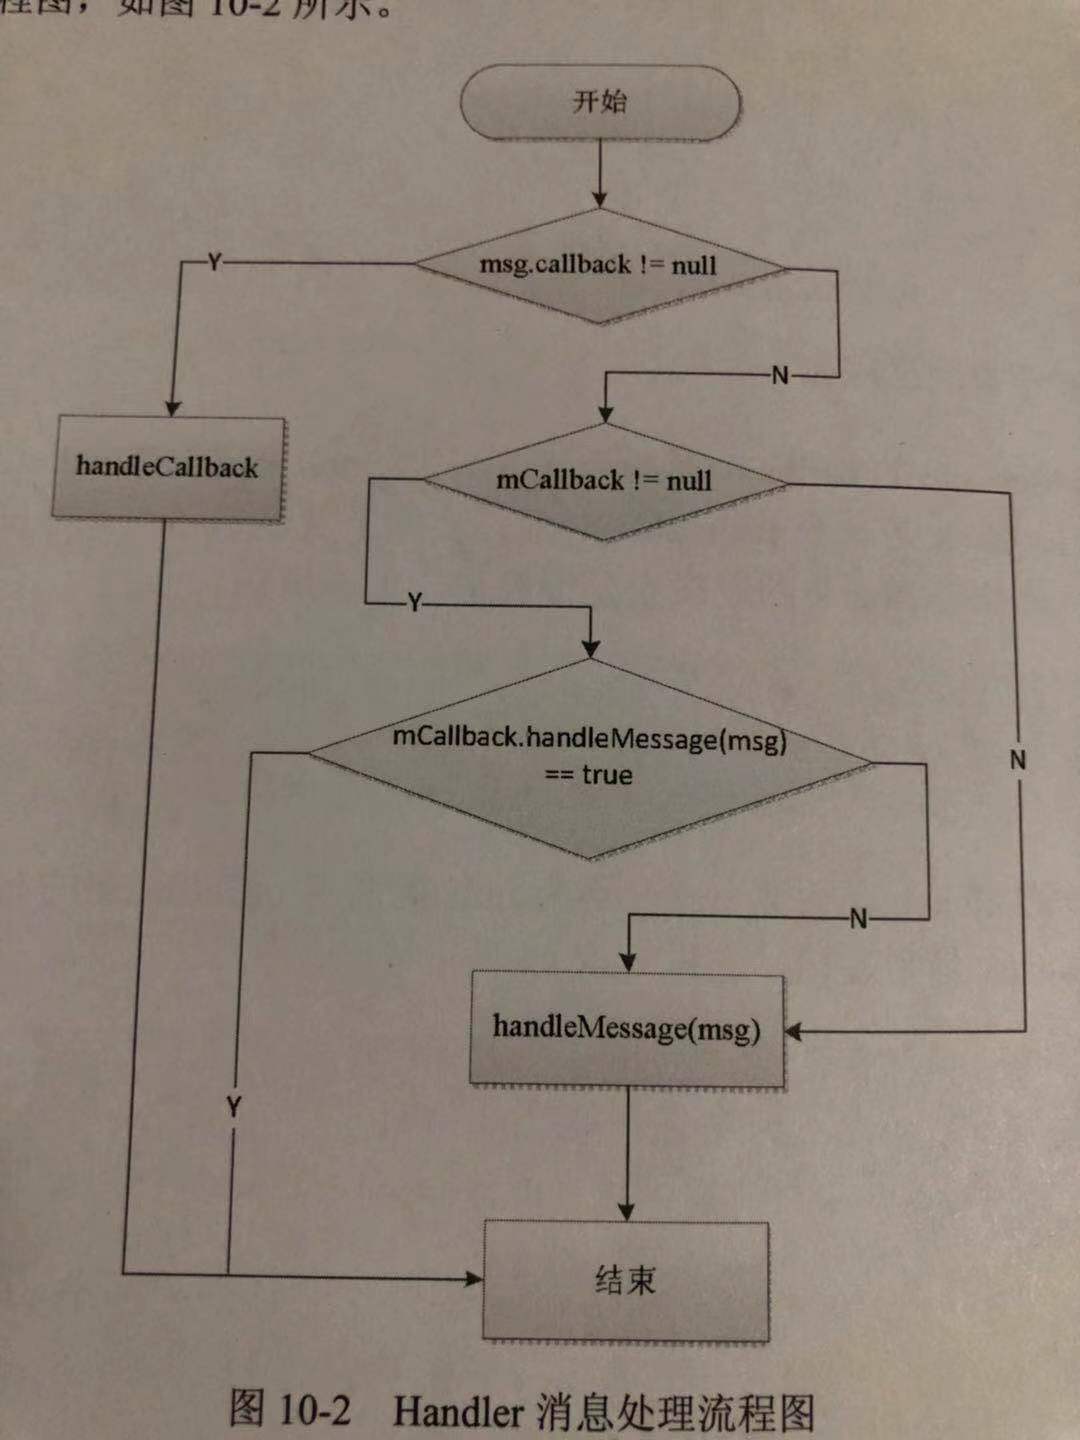 程图，如图 10-2 所示。
开始
msg.callback != null
Y
N
handleCallback
mCallback != null
Y
mCallback.handleMessage(msg)
== true
N
N
handleMessage(msg)
Y
结束
图 10-2 Handler 消息处理流程图